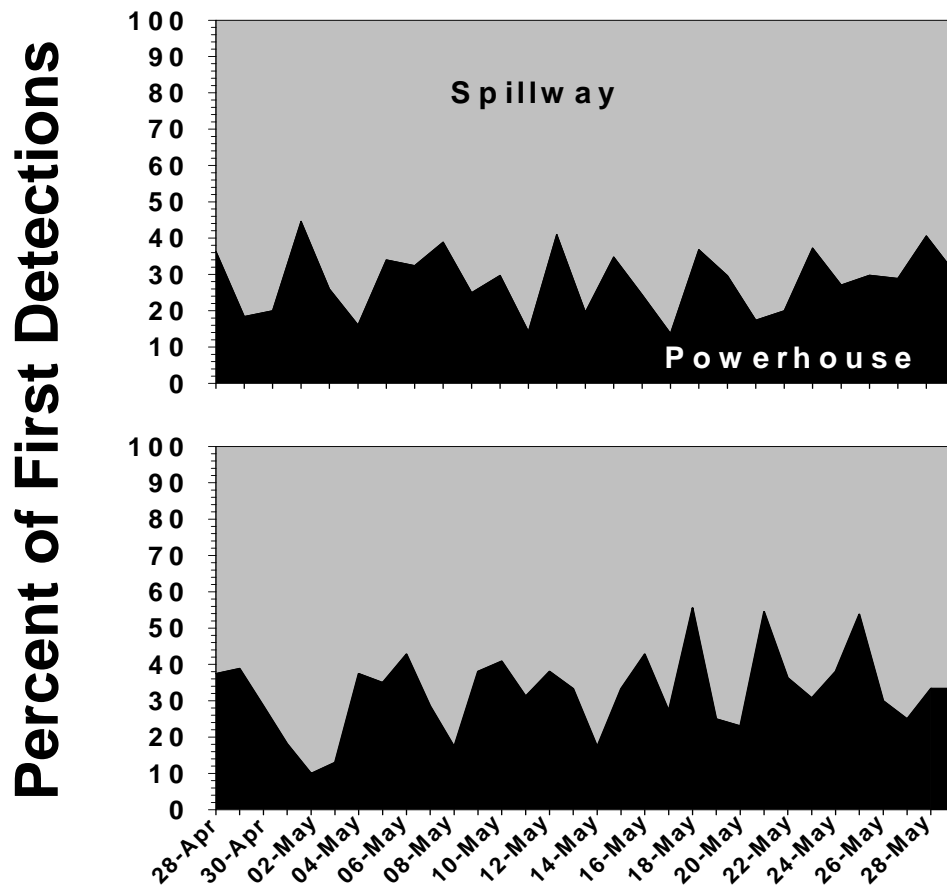 Percent of First Detections
100
90
80
70
60
50
40
30
20
10
0
Spillway
Powerhouse
100
90
80
70
60
50
40
30
20
10
0
28-Apr
30-Apr
02-May
04-May
06-May
08-May
10-May
12-May
14-May
16-May
18-May
20-May
22-May
24-May
26-May
28-May